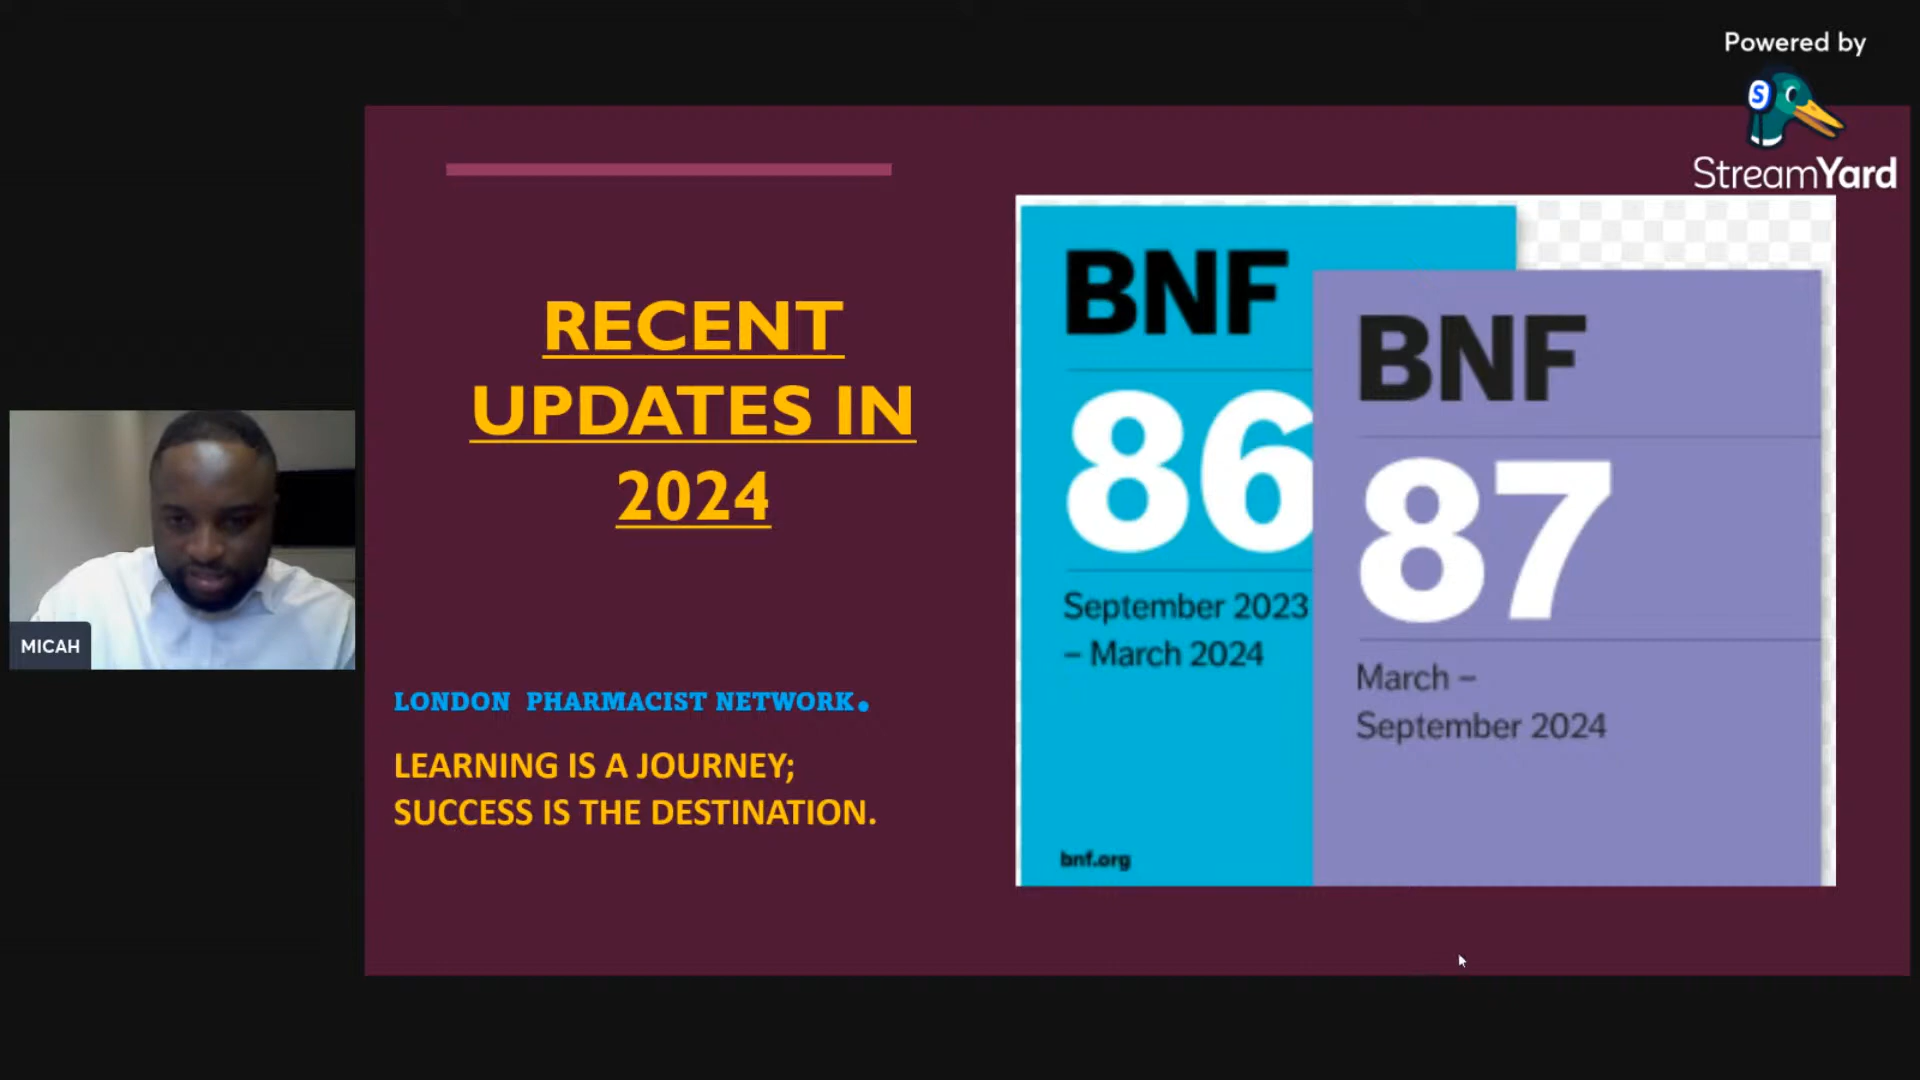 Powered by
StreamYard
RECENT
UPDATES IN
2024
LONDON PHARMACIST NETWORK.
LEARNING IS A JOURNEY;
SUCCESS IS THE DESTINATION.
BNF
86
September 2023
– March 2024
bnf.org
BNF
87
March –
September 2024
MICAH
S